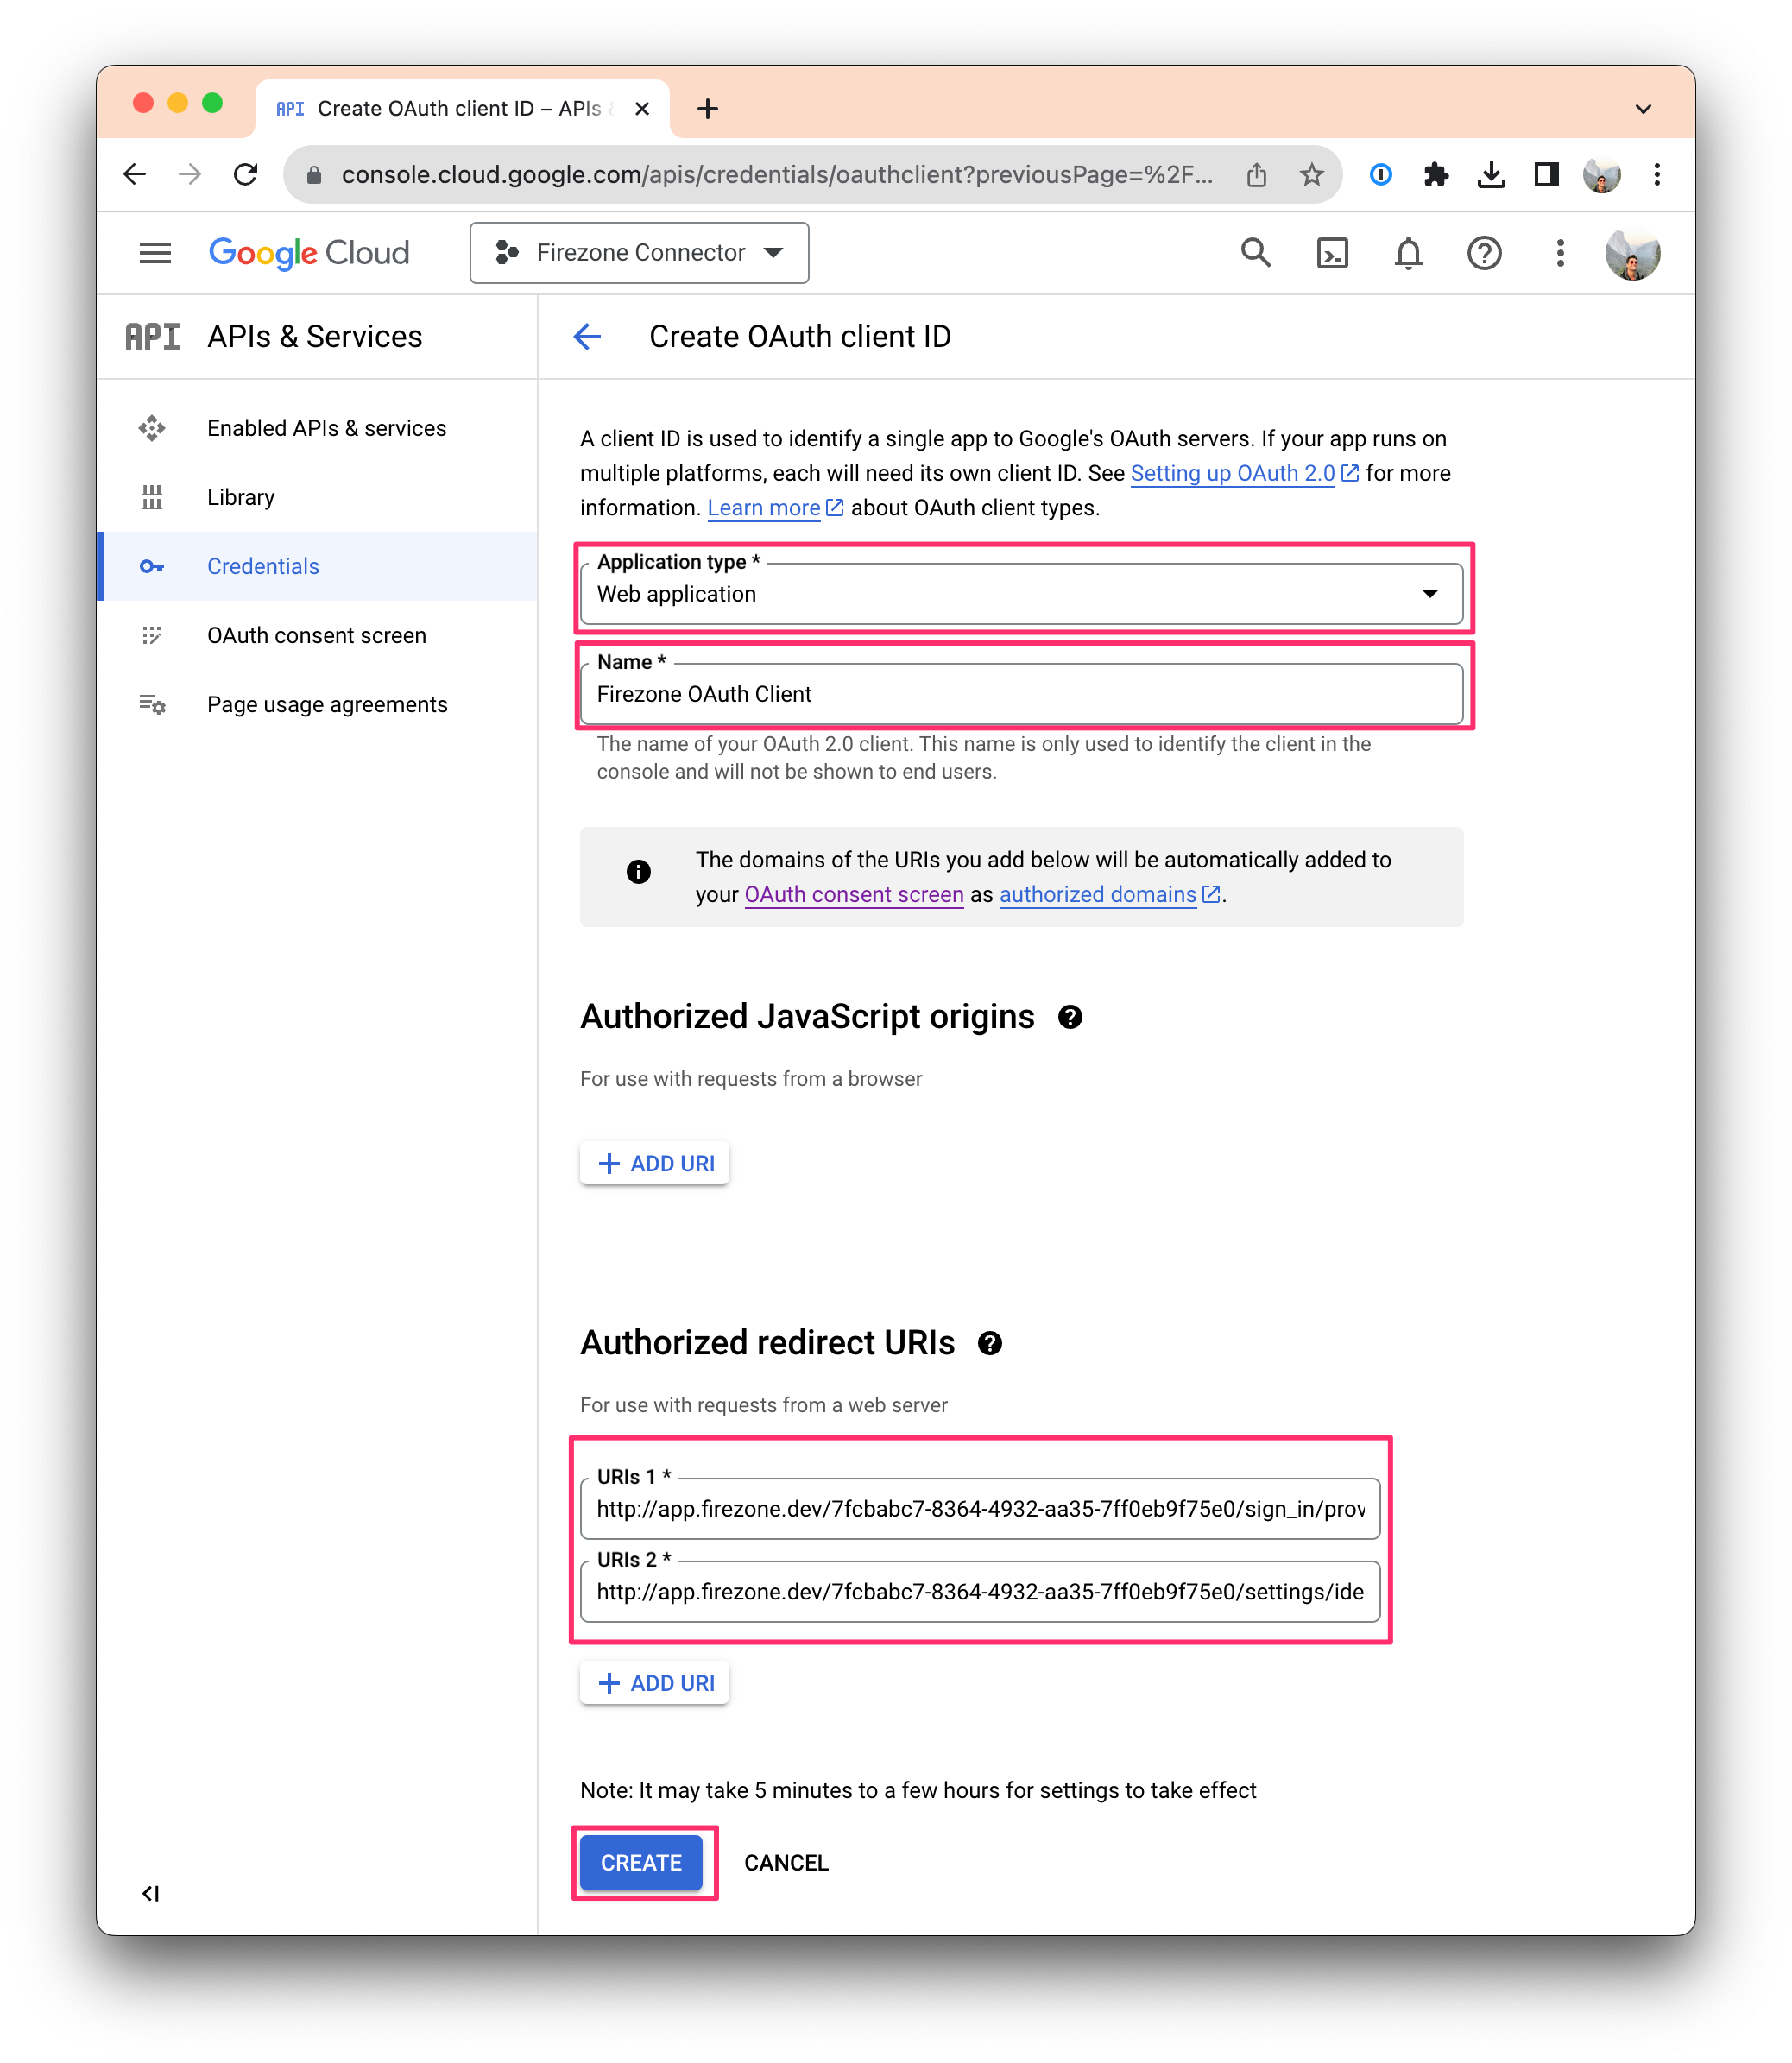 API Create OAuth client ID – APIs
console.cloud.google.com/apis/credentials/oauthclient?previousPage=%2F...
Google Cloud
Firezone Connector
API APIs & Services
Create OAuth client ID
Enabled APIs & services
Library
Credentials
OAuth consent screen
Page usage agreements
A client ID is used to identify a single app to Google's OAuth servers. If your app runs on
multiple platforms, each will need its own client ID. See Setting up OAuth 2.0 for more
information. Learn more about OAuth client types.
Application type *
Web application
Name *
Firezone OAuth Client
The name of your OAuth 2.0 client. This name is only used to identify the client in the
console and will not be shown to end users.
The domains of the URIs you add below will be automatically added to
your OAuth consent screen as authorized domains.
Authorized JavaScript origins
For use with requests from a browser
ADD URI
Authorized redirect URIs
For use with requests from a web server
URIs 1 *
http://app.firezone.dev/7fcbabc7-8364-4932-aa35-7ff0eb9f75e0/sign_in/prov
URIs 2 *
http://app.firezone.dev/7fcbabc7-8364-4932-aa35-7ff0eb9f75e0/settings/ide
ADD URI
Note: It may take 5 minutes to a few hours for settings to take effect
CREATE
CANCEL